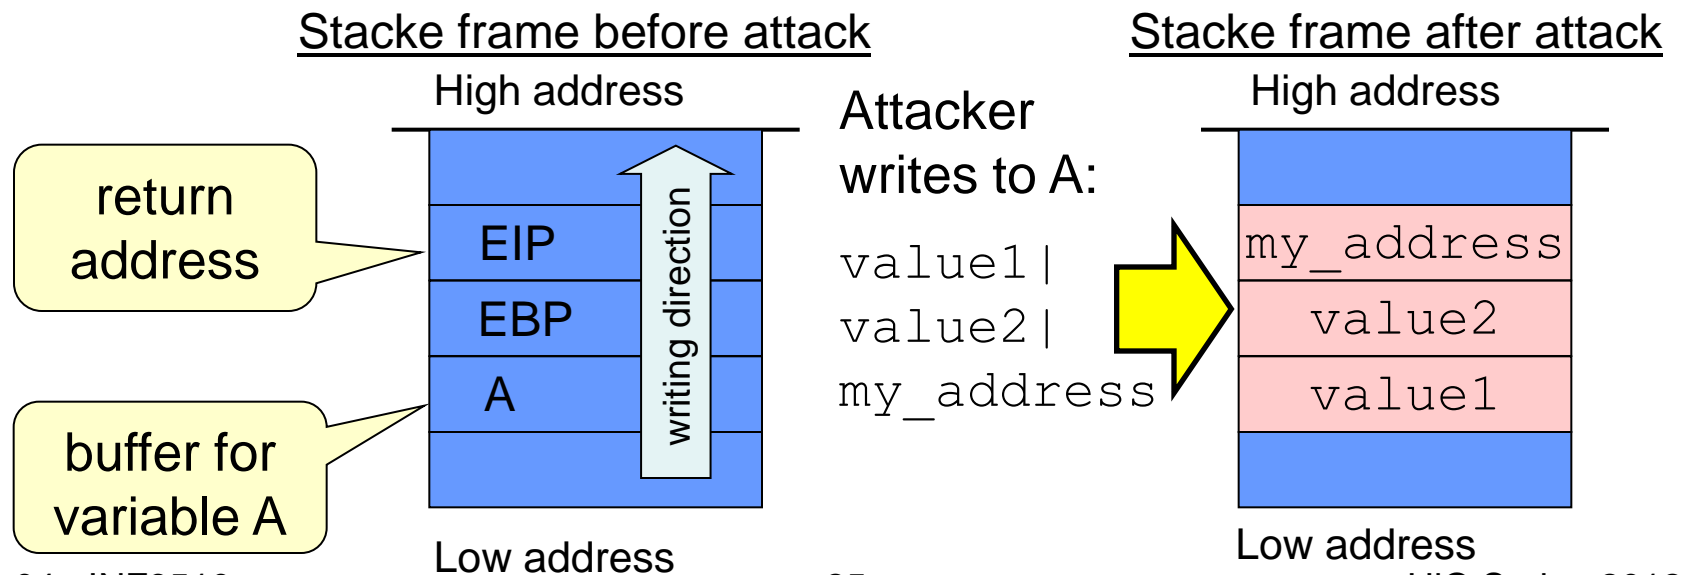 Stacke frame before attack
High address
return
address
EIP
EBP
A
writing direction
buffer for
variable A
Low address
Attacker
writes to A:
value1|
value2|
my_address
Stacke frame after attack
High address
my_address
value2
value1
Low address